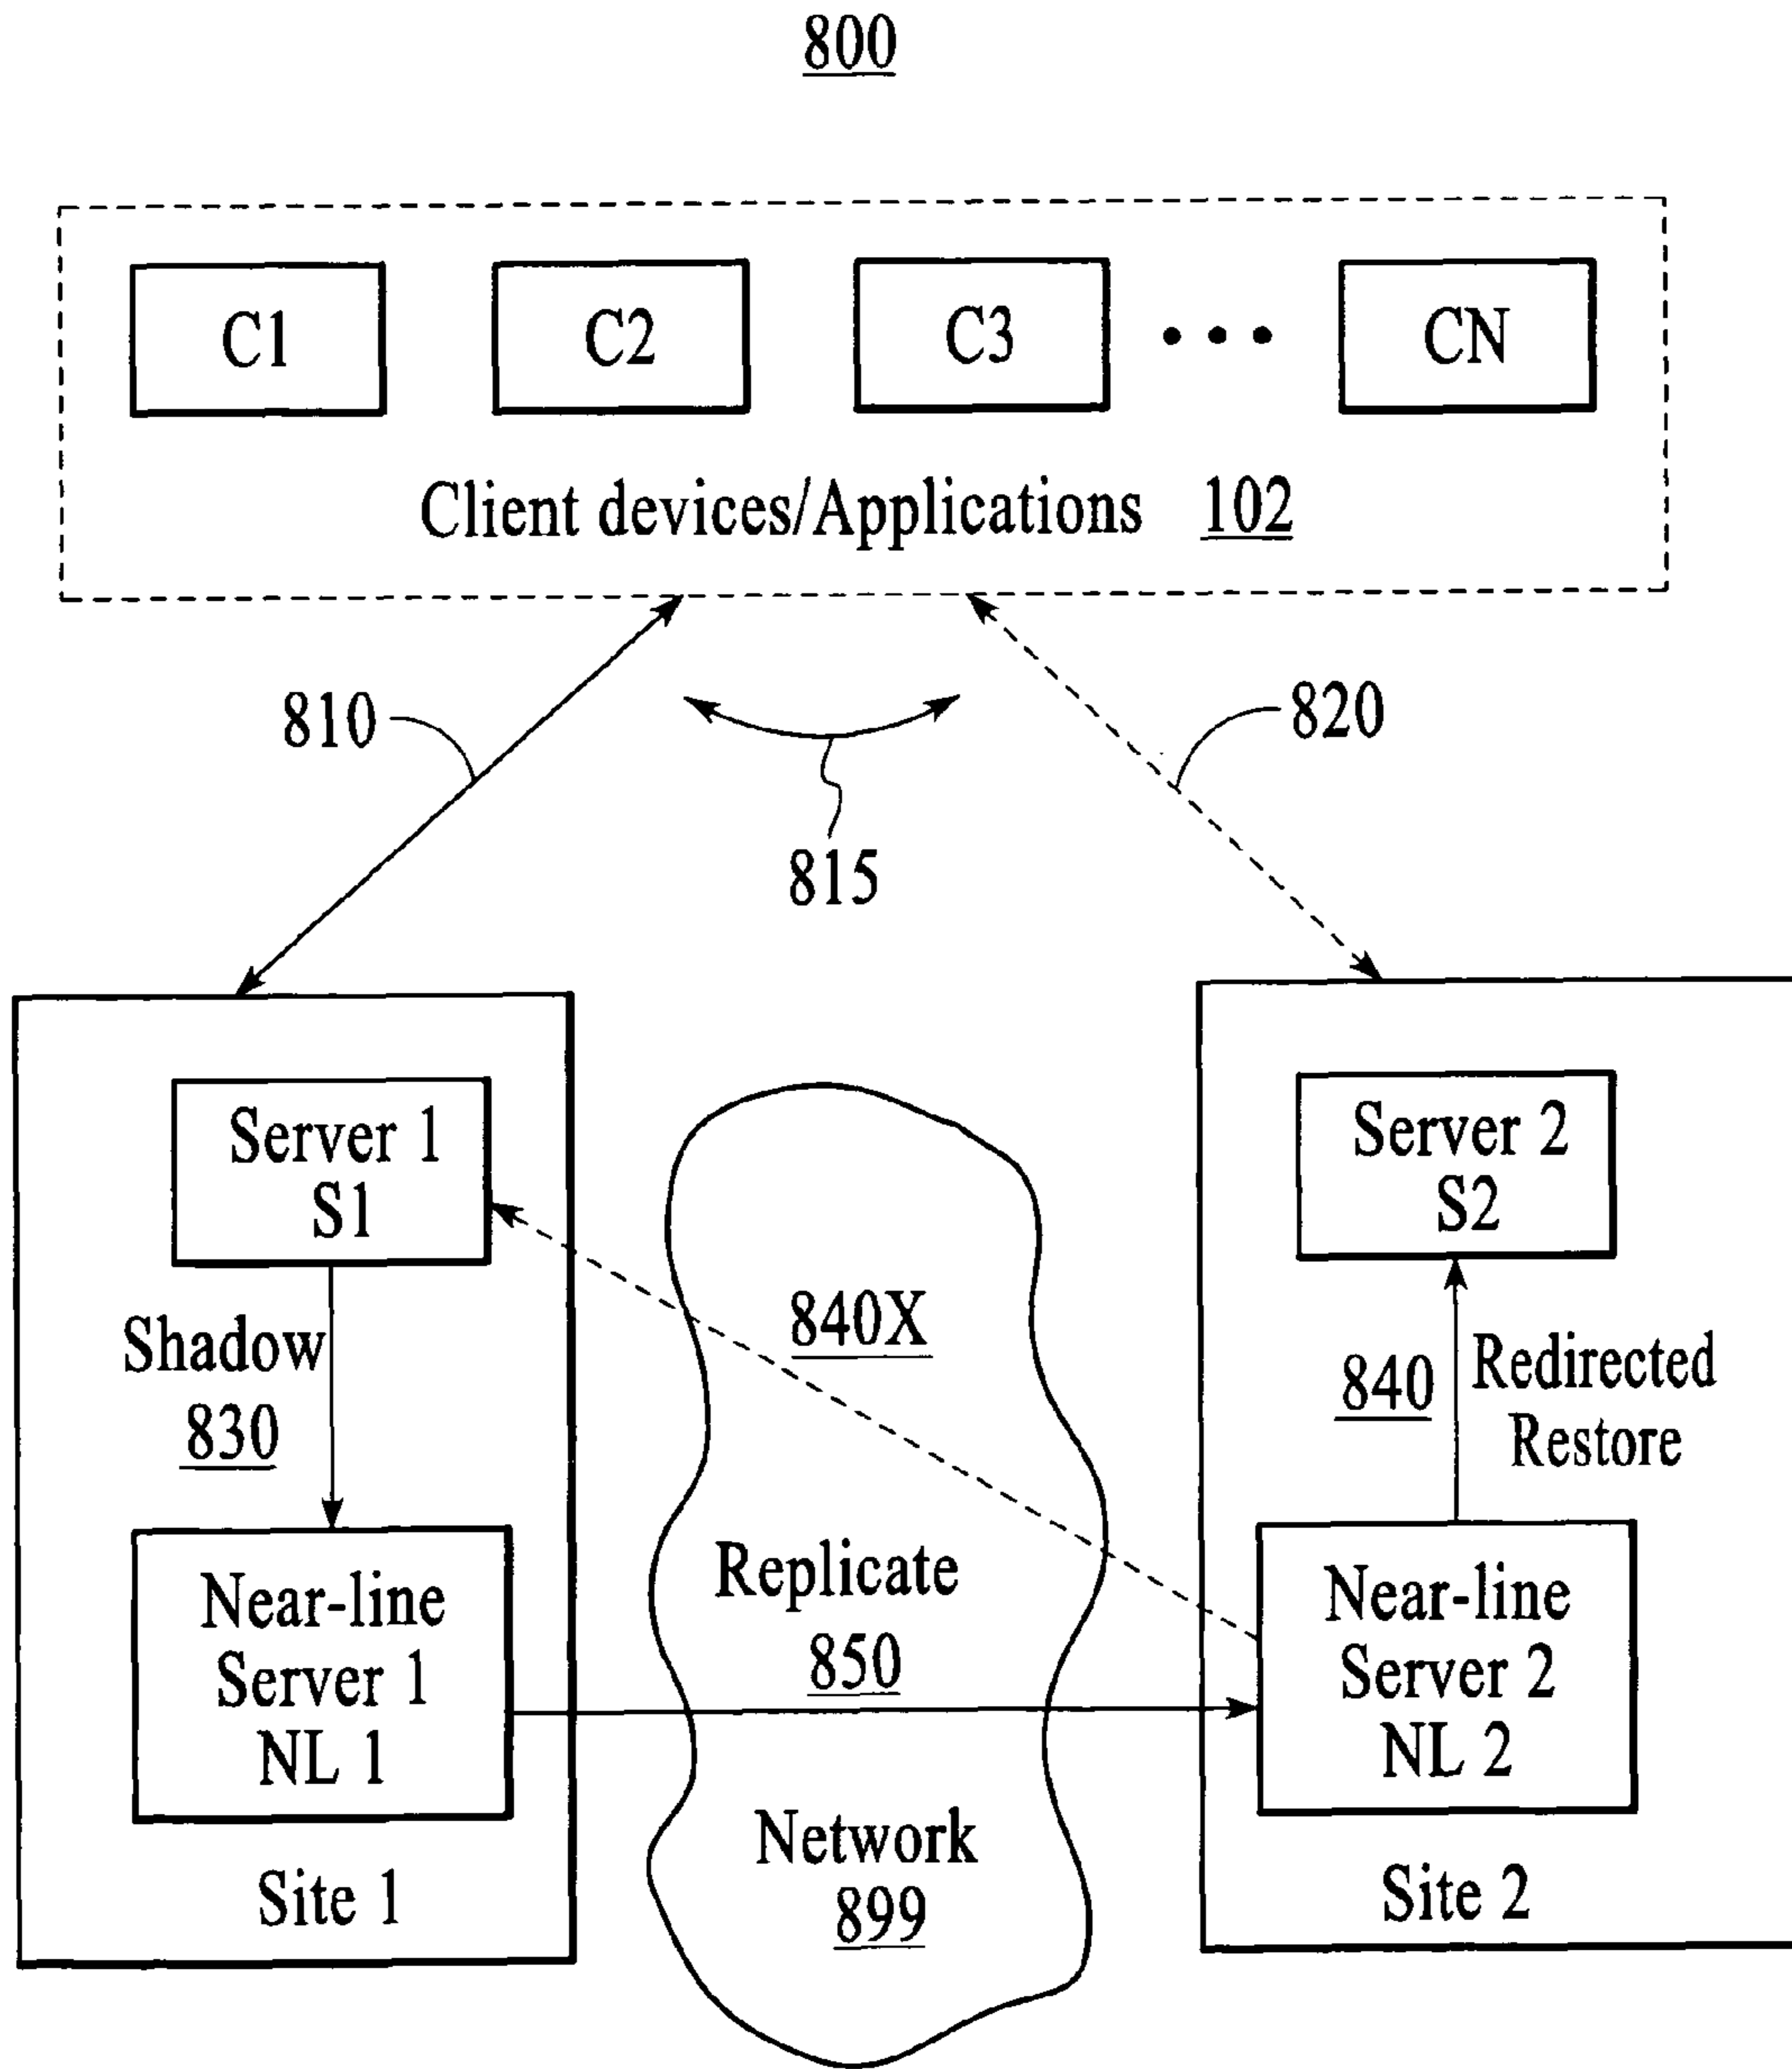 800
C1
C2
C3
CN
Client devices/Applications 102
810
815
820
Server 1
S1
Shadow
830
Near-line
Server 1
NL 1
Site 1
840X
Replicate
850
Network
899
Server 2
S2
840
Redirected
Restore
Near-line
Server 2
NL 2
Site 2